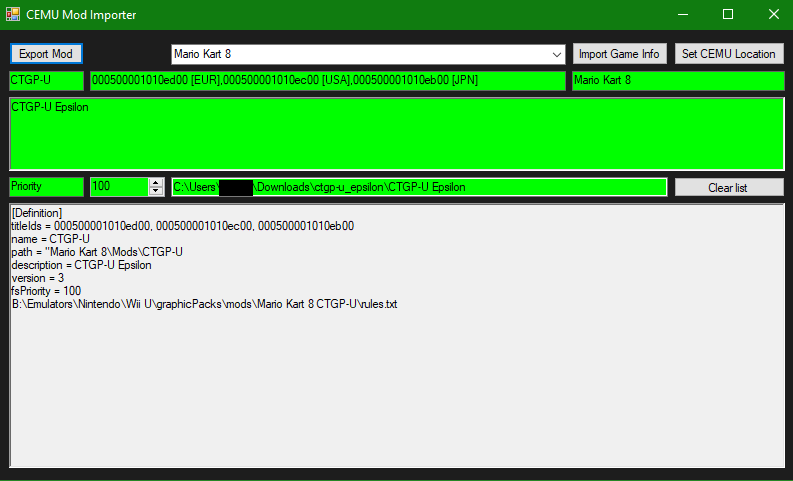 CEMU Mod Importer
Export Mod
Mario Kart 8
Import Game Info
Set CEMU Location
CTGP-U
000500001010ed00 [EUR],000500001010ec00 [USA],000500001010eb00 [JPN]
Mario Kart 8
CTGP-U Epsilon
Priority
100
C:\Users\ \Downloads\ctgp-u_epsilon\CTGP-U Epsilon
Clear list
[Definition]
titleIds = 000500001010ed00, 000500001010ec00, 000500001010eb00
name = CTGP-U
path = "Mario Kart 8\Mods\CTGP-U
description = CTGP-U Epsilon
version = 3
fsPriority = 100
B:\Emulators\Nintendo\Wii U\graphicPacks\mods\Mario Kart 8 CTGP-U\rules.txt